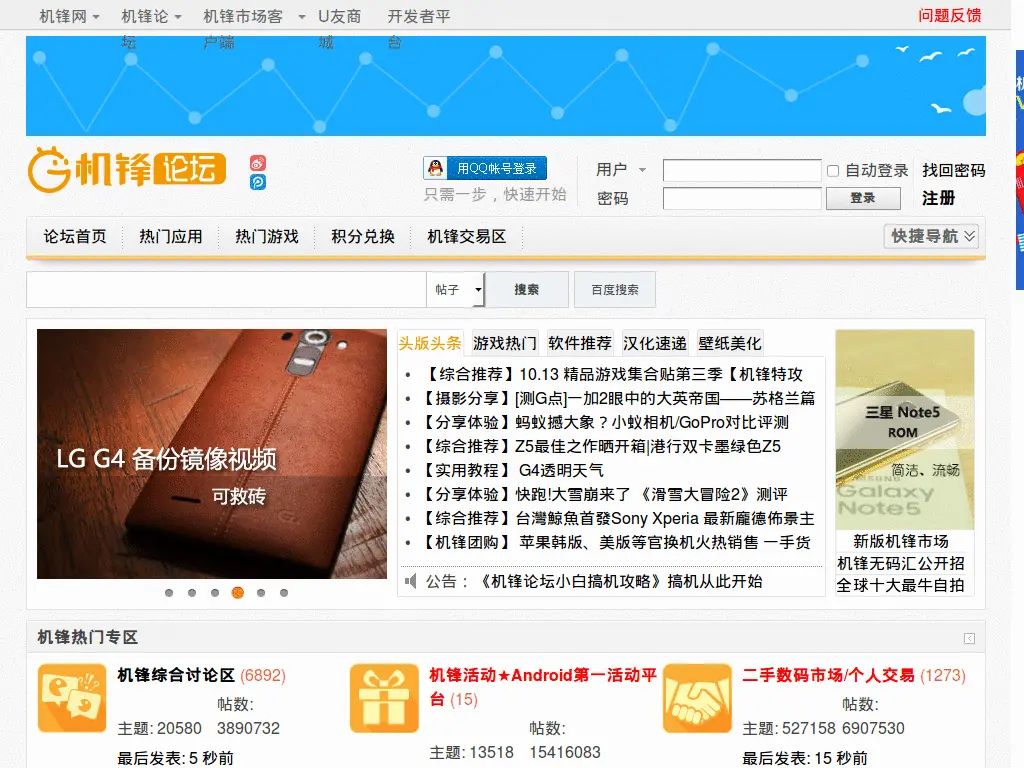 机锋网 机锋论坛 机锋市场客户端 U友商城 开发者平台 问题反馈
机锋论坛
用QQ帐号登录
只需一步，快速开始
用户 自动登录 找回密码
密码 登录 注册
论坛首页 热门应用 热门游戏 积分兑换 机锋交易区 快捷导航
帖子 搜索 百度搜索
LG G4 备份镜像视频
可救砖
头版头条 游戏热门 软件推荐 汉化速递 壁纸美化
【综合推荐】10.13 精品游戏集合贴第三季【机锋特攻
【摄影分享】[测G点]一加2眼中的大英帝国——苏格兰篇
【分享体验】蚂蚁撼大象？小蚁相机/GoPro对比评测
【综合推荐】Z5最佳之作晒开箱|港行双卡墨绿色Z5
【实用教程】 G4透明天气
【分享体验】快跑!大雪崩来了 《滑雪大冒险2》测评
【综合推荐】台灣鯨魚首發Sony Xperia 最新龐德佈景主
【机锋团购】 苹果韩版、美版等官换机火热销售 一手货
公告：《机锋论坛小白搞机攻略》搞机从此开始
三星 Note5
ROM
简洁、流畅
SAMSUNG
Galaxy
Note5
新版机锋市场
机锋无码汇公开招
全球十大最牛自拍
机锋热门专区
机锋综合讨论区 (6892)
主题: 20580 帖数: 3890732
最后发表: 5 秒前
机锋活动★Android第一活动平台 (15)
主题: 13518 帖数: 15416083
二手数码市场/个人交易 (1273)
主题: 527158 帖数: 6907530
最后发表: 15 秒前